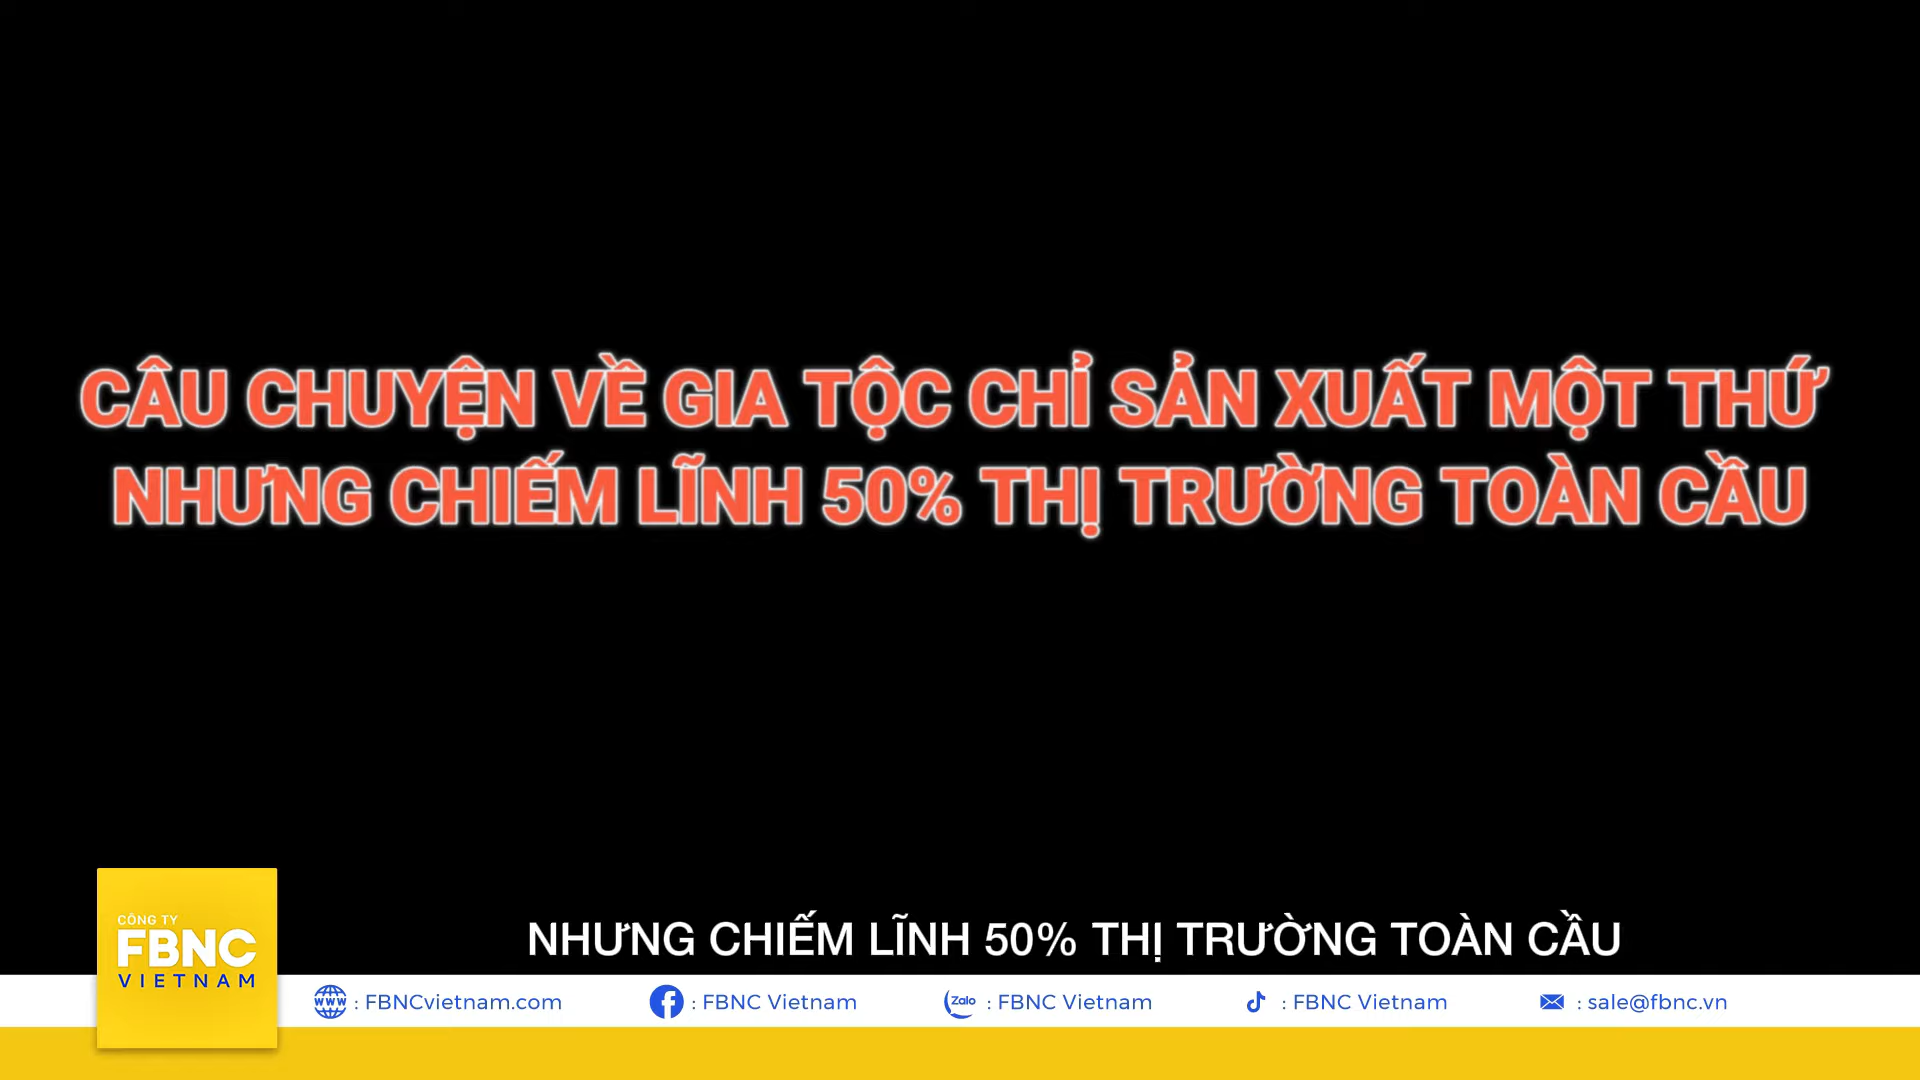 CÂU CHUYỆN VỀ GIA TỘC CHỈ SẢN XUẤT MỘT THỨ
NHƯNG CHIẾM LĨNH 50% THỊ TRƯỜNG TOÀN CẦU
NHƯNG CHIẾM LĨNH 50% THỊ TRƯỜNG TOÀN CẦU
CÔNG TY
FBNC
VIETNAM
WWW : FBNCvietnam.com : FBNC Vietnam Zalo : FBNC Vietnam : FBNC Vietnam : sale@fbnc.vn